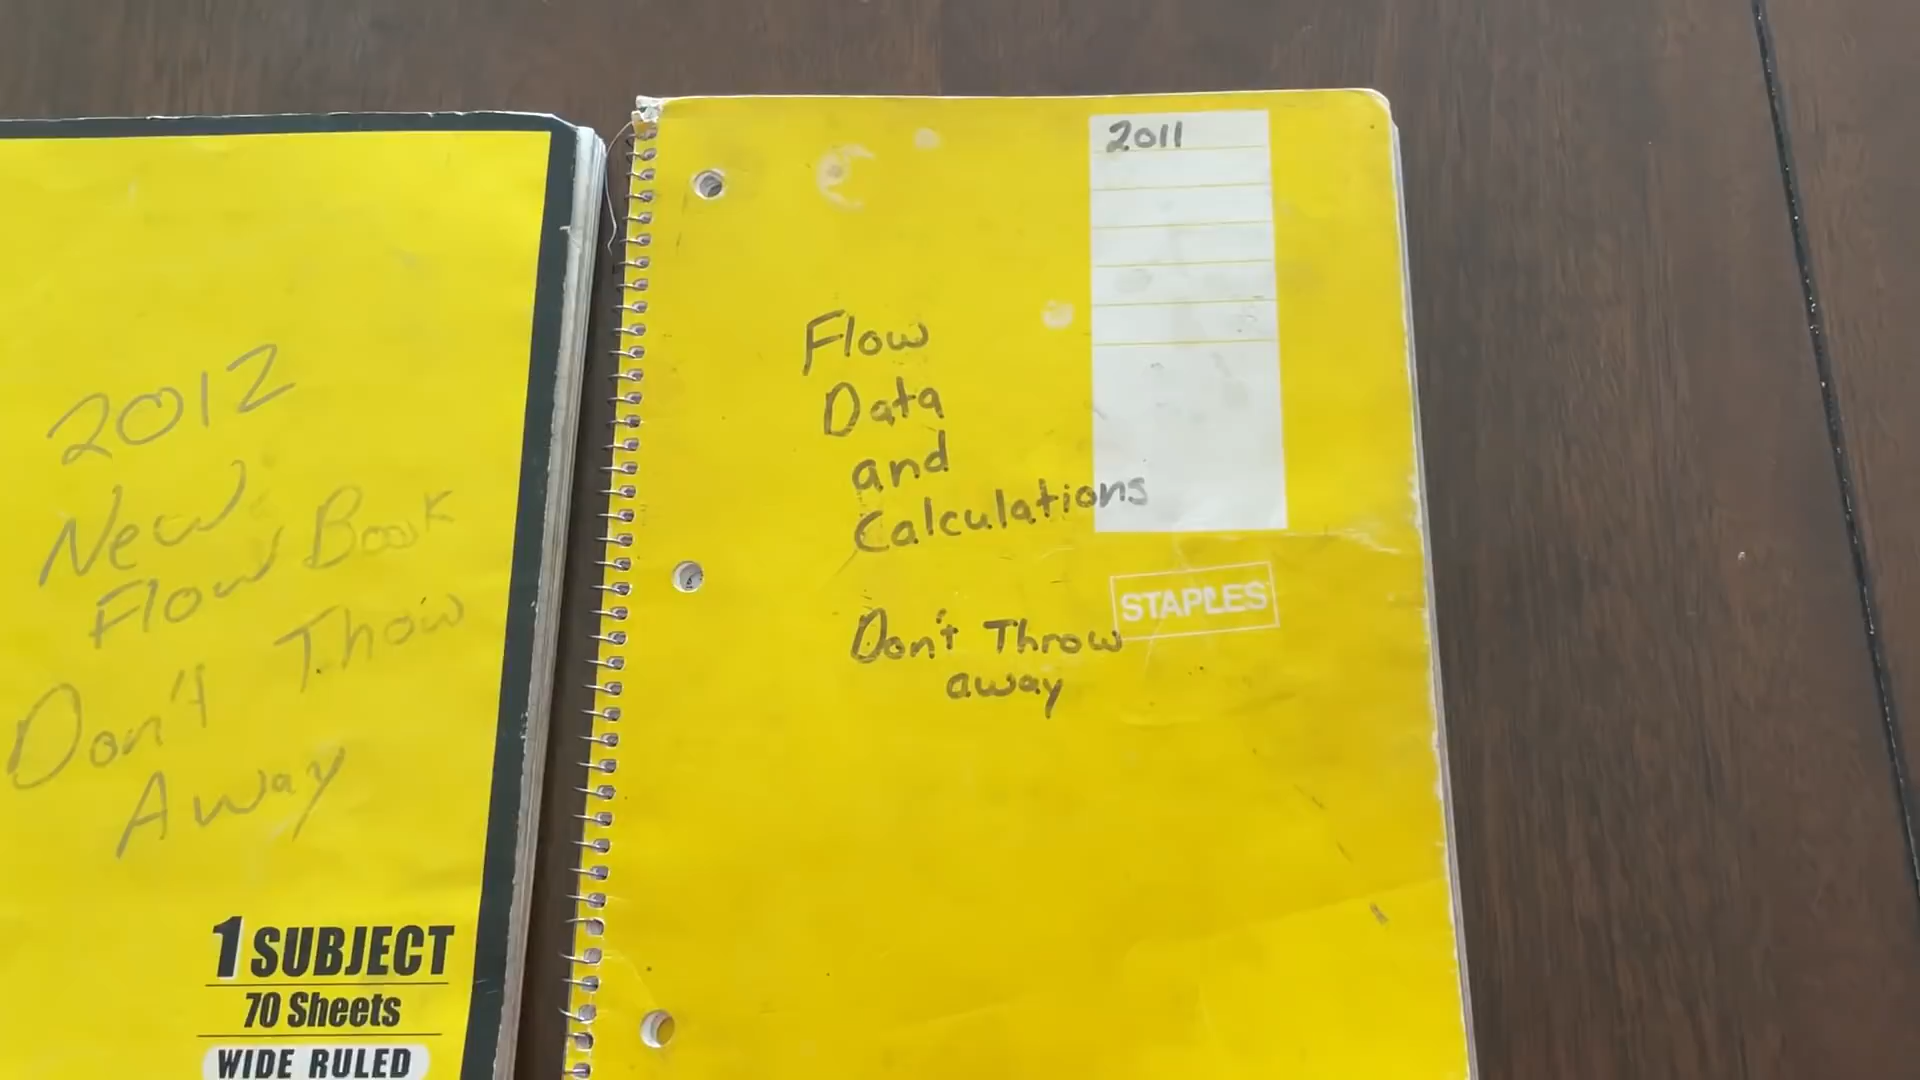 2012
New
Flow Book
Don't Thow
Away
1 SUBJECT
70 Sheets
WIDE RULED
2011
Flow
Data
and
Calculations
STAPLES
Don't Throw
away